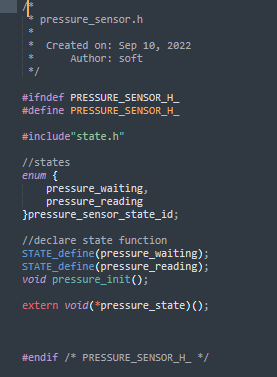 /*
 * pressure_sensor.h
 *
 *  Created on: Sep 10, 2022
 *      Author: soft
 */

#ifndef PRESSURE_SENSOR_H_
#define PRESSURE_SENSOR_H_

#include"state.h"

//states
enum {
    pressure_waiting,
    pressure_reading
}pressure_sensor_state_id;

//declare state function
STATE_define(pressure_waiting);
STATE_define(pressure_reading);
void pressure_init();

extern void(*pressure_state)();

#endif /* PRESSURE_SENSOR_H_ */